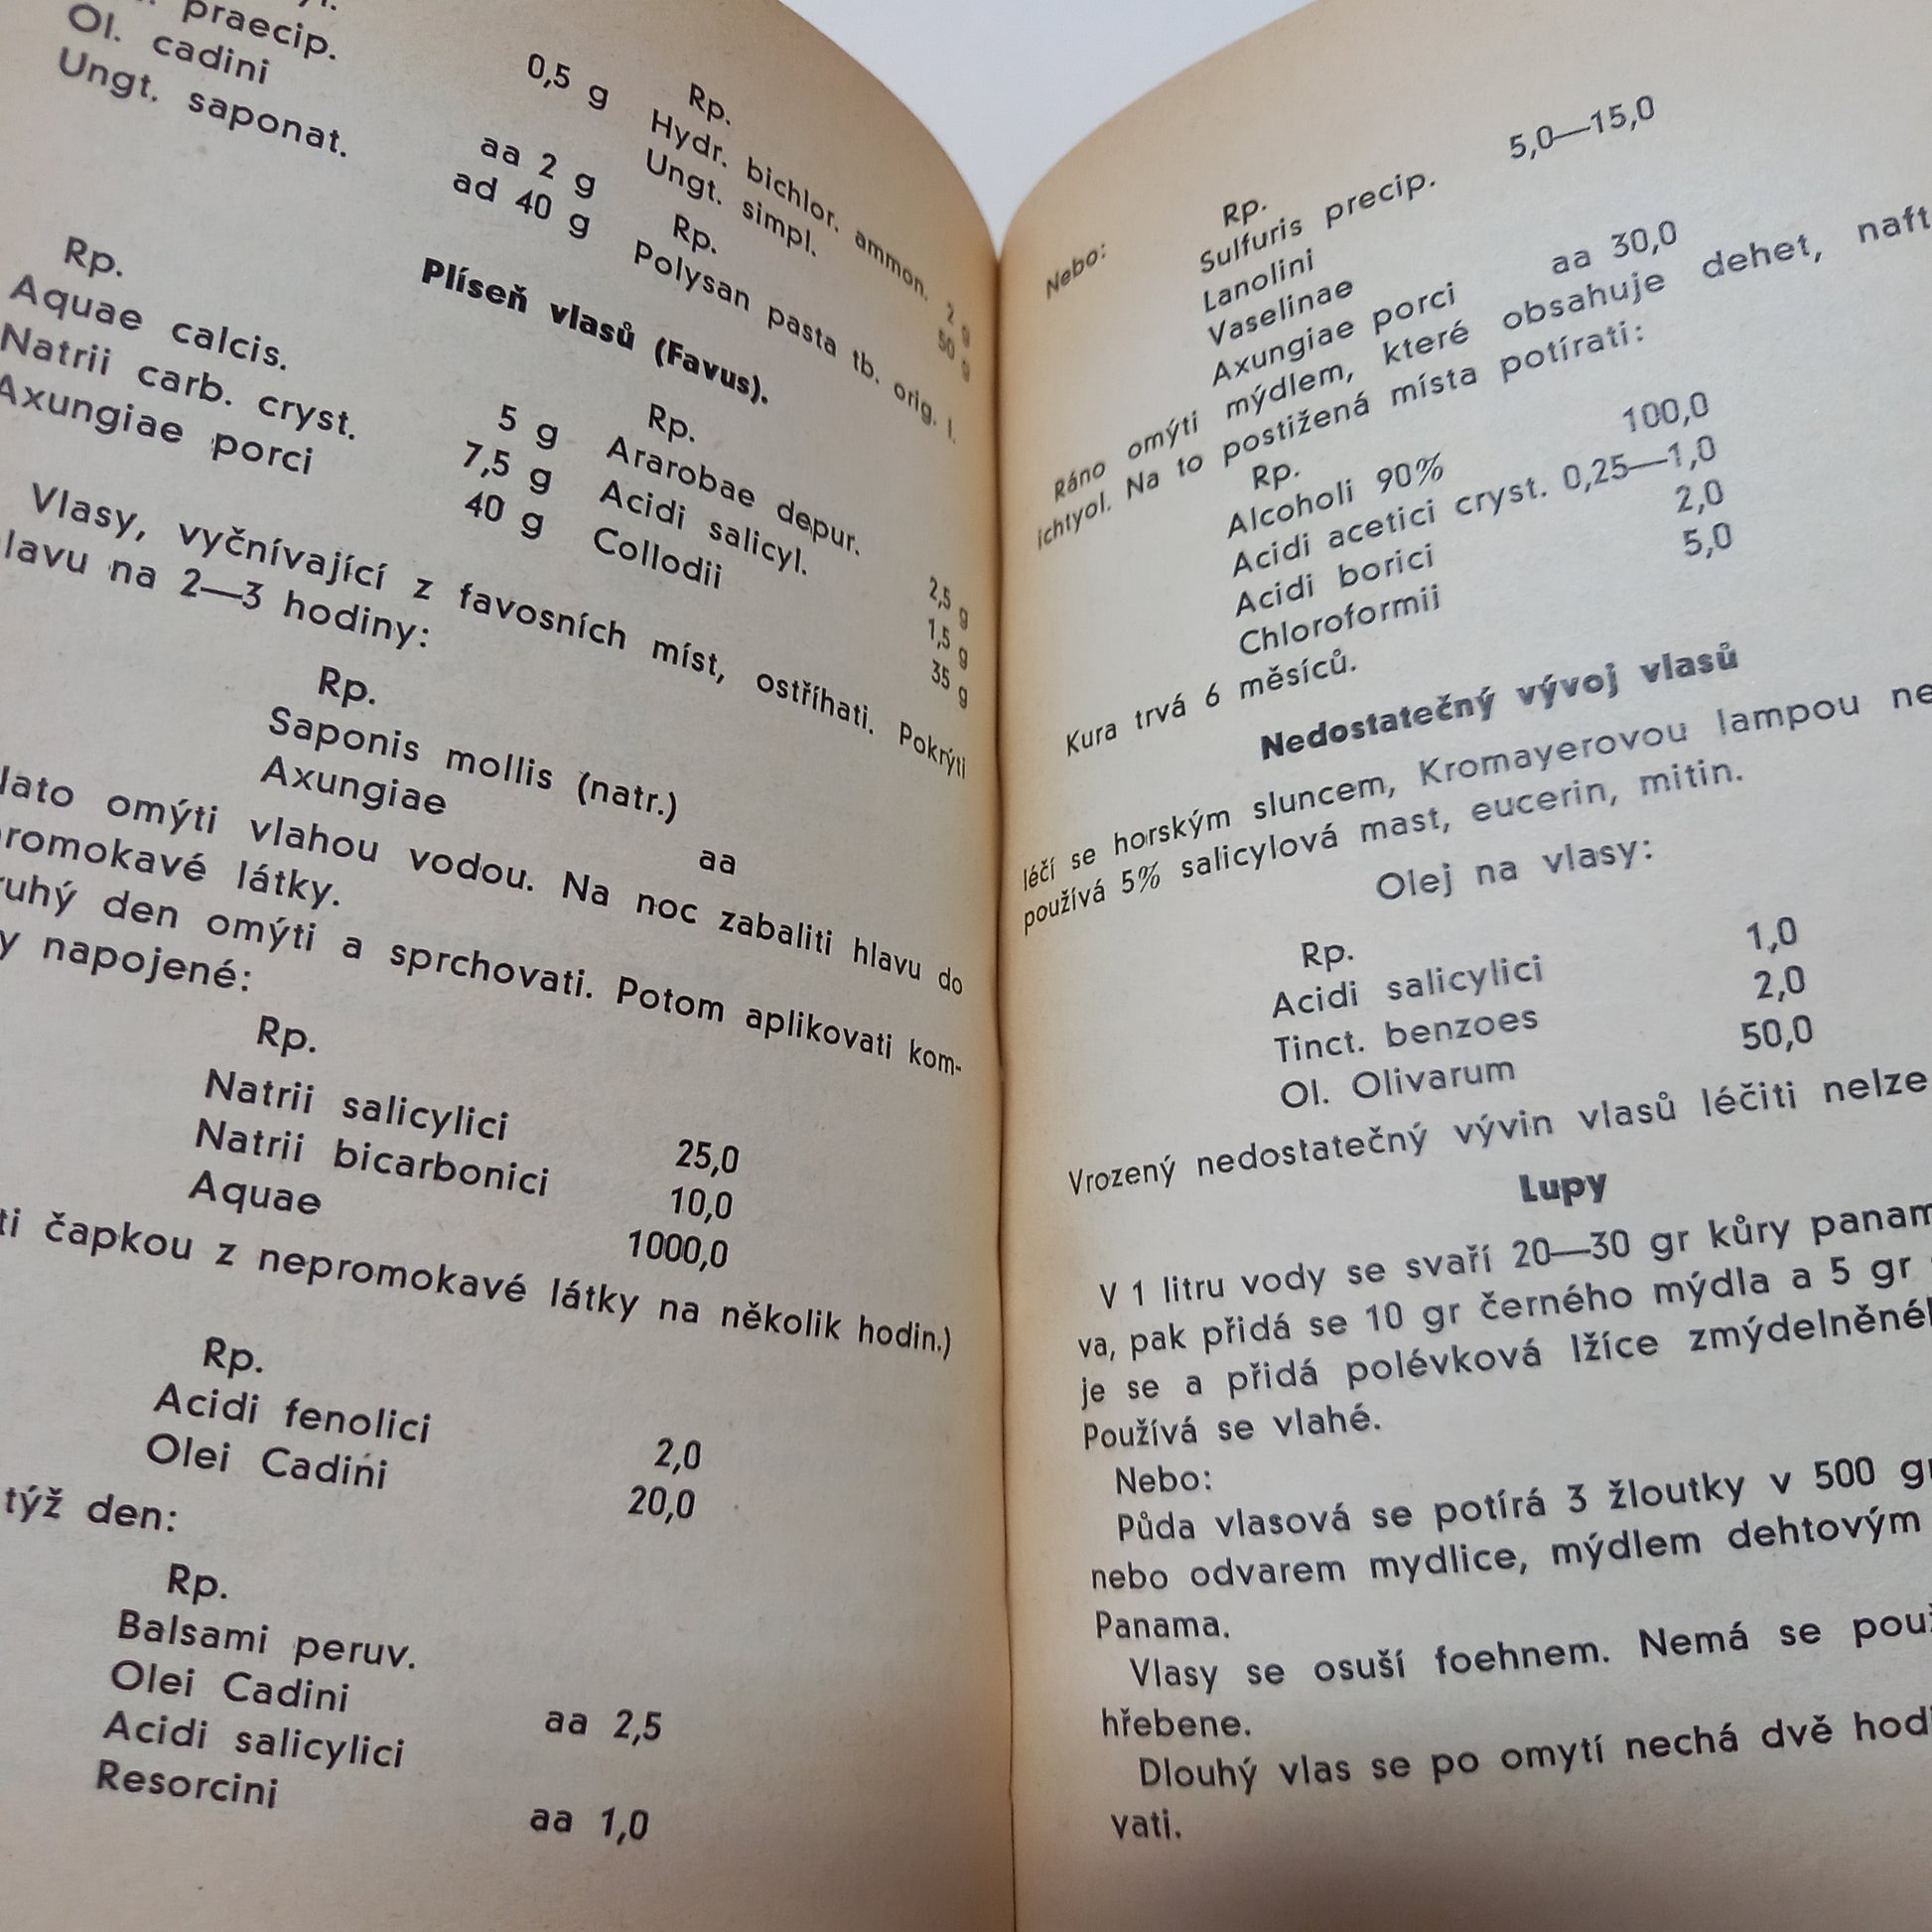 praecip.
Ol. cadini
Ungt. saponat.
0,5 g
aa 2 g
ad 40 g
Rp.
Hydr. bichlor. ammon. 2 g
Ungt. simpl. 50 g
Rp.
Polysan pasta tb. orig. I.
Plíseň vlasů (Favus).
Rp.
Aquae calcis. 5 g
Natrii carb. cryst. 7,5 g
Axungiae porci 40 g
Rp.
Ararobae depur. 2,5 g
Acidi salicyl. 1,5 g
Collodii 35 g
Vlasy, vyčnívající z favosních míst, ostříhati. Pokrýti
na 2—3 hodiny:
Rp.
Saponis mollis (natr.)
Axungiae aa
omýti vlahou vodou. Na noc zabaliti hlavu do
látky.
den omýti a sprchovati. Potom aplikovati kom-
napojené:
Rp.
Natrii salicylici 25,0
Natrii bicarbonici 10,0
Aquae 1000,0
čapkou z nepromokavé látky na několik hodin.)
Rp.
Acidi fenolici 2,0
Olei Cadini 20,0
týž den:
Rp.
Balsami peruv.
Olei Cadini aa 2,5
Acidi salicylici
Resorcini aa 1,0
Nebo:
Rp.
Sulfuris precip. 5,0—15,0
Lanolini
Vaselinae
Axungiae porci aa 30,0
Ráno omýti mýdlem, které obsahuje dehet,
ichtyol. Na to postižená místa potírati:
Rp.
Alcoholi 90% 100,0
Acidi acetici cryst. 0,25—1,0
Acidi borici 2,0
Chloroformii 5,0
Kura trvá 6 měsíců.
Nedostatečný vývoj vlasů
léčí se horským sluncem, Kromayerovou lampou
používá 5% salicylová mast, eucerin, mitin.
Olej na vlasy:
Rp.
Acidi salicylici 1,0
Tinct. benzoes 2,0
Ol. Olivarum 50,0
Vrozený nedostatečný vývin vlasů léčiti nelze
Lupy
V 1 litru vody se svaří 20—30 gr kůry
va, pak přidá se 10 gr černého mýdla a 5 gr
je se a přidá polévková lžíce
Používá se vlahé.
Nebo:
Půda vlasová se potírá 3 žloutky v 500
nebo odvarem mydlice, mýdlem dehtovým
Panama.
Vlasy se osuší foehnem. Nemá se
hřebene.
Dlouhý vlas se po omytí nechá dvě
vati.